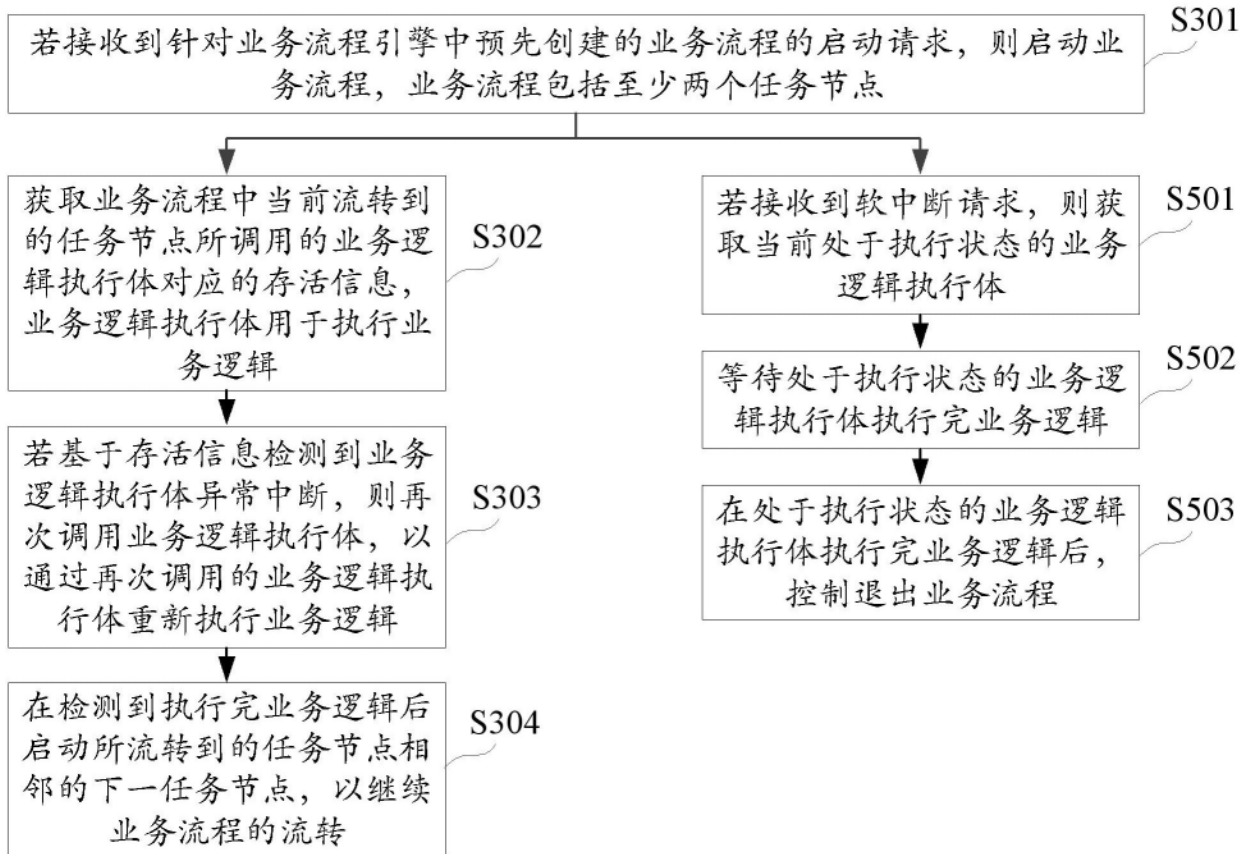 S301
若接收到针对业务流程引擎中预先创建的业务流程的启动请求，则启动业
务流程，业务流程包括至少两个任务节点
获取业务流程中当前流转到
的任务节点所调用的业务逻
辑执行体对应的存活信息，
业务逻辑执行体用于执行业
务逻辑
S302
若基于存活信息检测到业务
逻辑执行体异常中断，则再
次调用业务逻辑执行体，以
通过再次调用的业务逻辑执
行体重新执行业务逻辑
S303
在检测到执行完业务逻辑后
启动所流转到的任务节点相
邻的下一任务节点，以继续
业务流程的流转
S304
若接收到软中断请求，则获
取当前处于执行状态的业务
逻辑执行体
S501
等待处于执行状态的业务逻
辑执行体执行完业务逻辑
S502
在处于执行状态的业务逻辑
执行体执行完业务逻辑后，
控制退出业务流程
S503